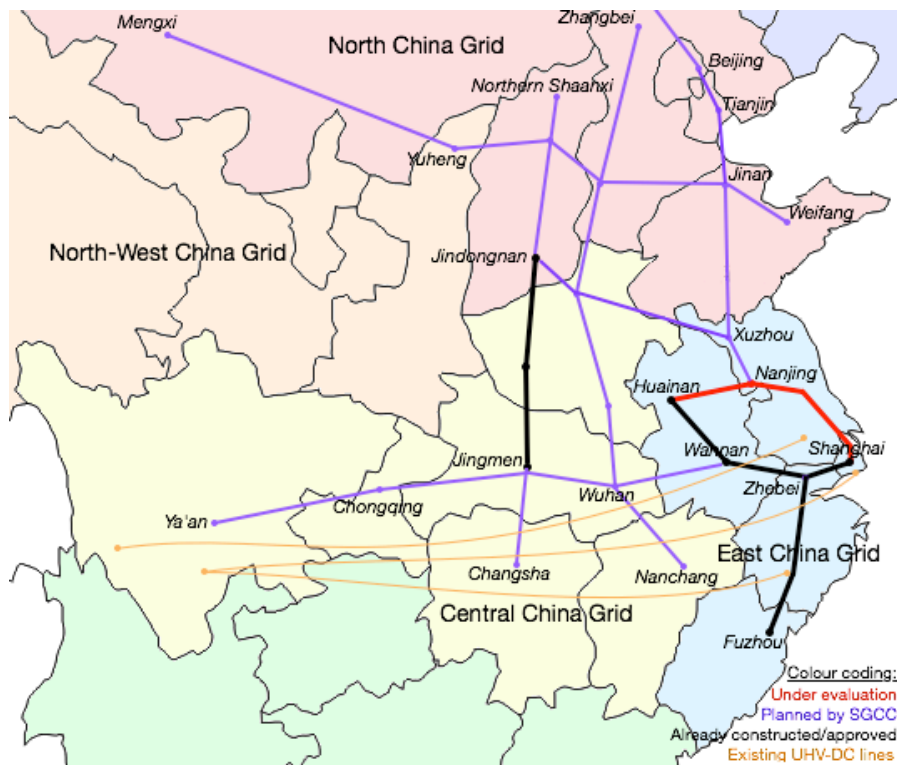 Mengxi
Zhangbei
North China Grid
Beijing
Northern Shaahxi
Tianjin
Yuheng
Jinan
Weifang
North-West China Grid
Jindongnan
Xuzhou
Nanjing
Huainan
Wannan
Shanghai
Jingmen
Zhebei
Wuhan
Chongqing
Ya'an
East China Grid
Changsha
Nanchang
Central China Grid
Fuzhou
Colour coding:
Under evaluation
Planned by SGCC
Already constructed/approved
Existing UHV-DC lines